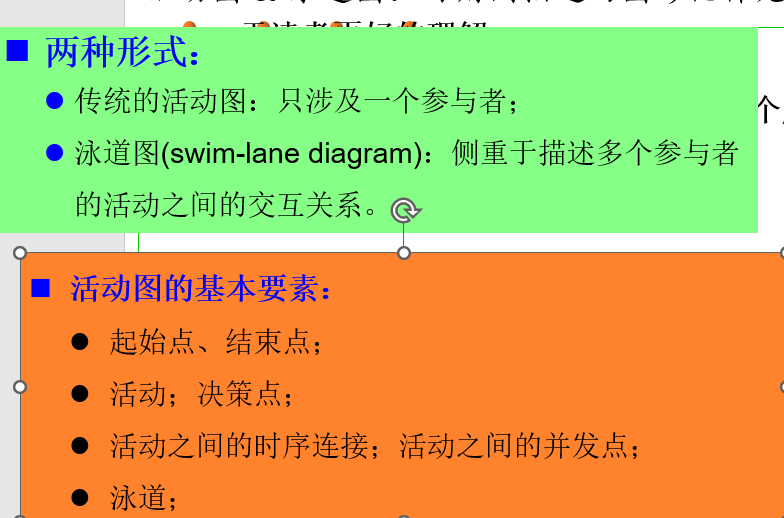 两种形式：
传统的活动图：只涉及一个参与者；
泳道图(swim-lane diagram)：侧重于描述多个参与者
的活动之间的交互关系。
个
活动图的基本要素：
起始点、结束点；
活动；决策点；
活动之间的时序连接；活动之间的并发点；
泳道；